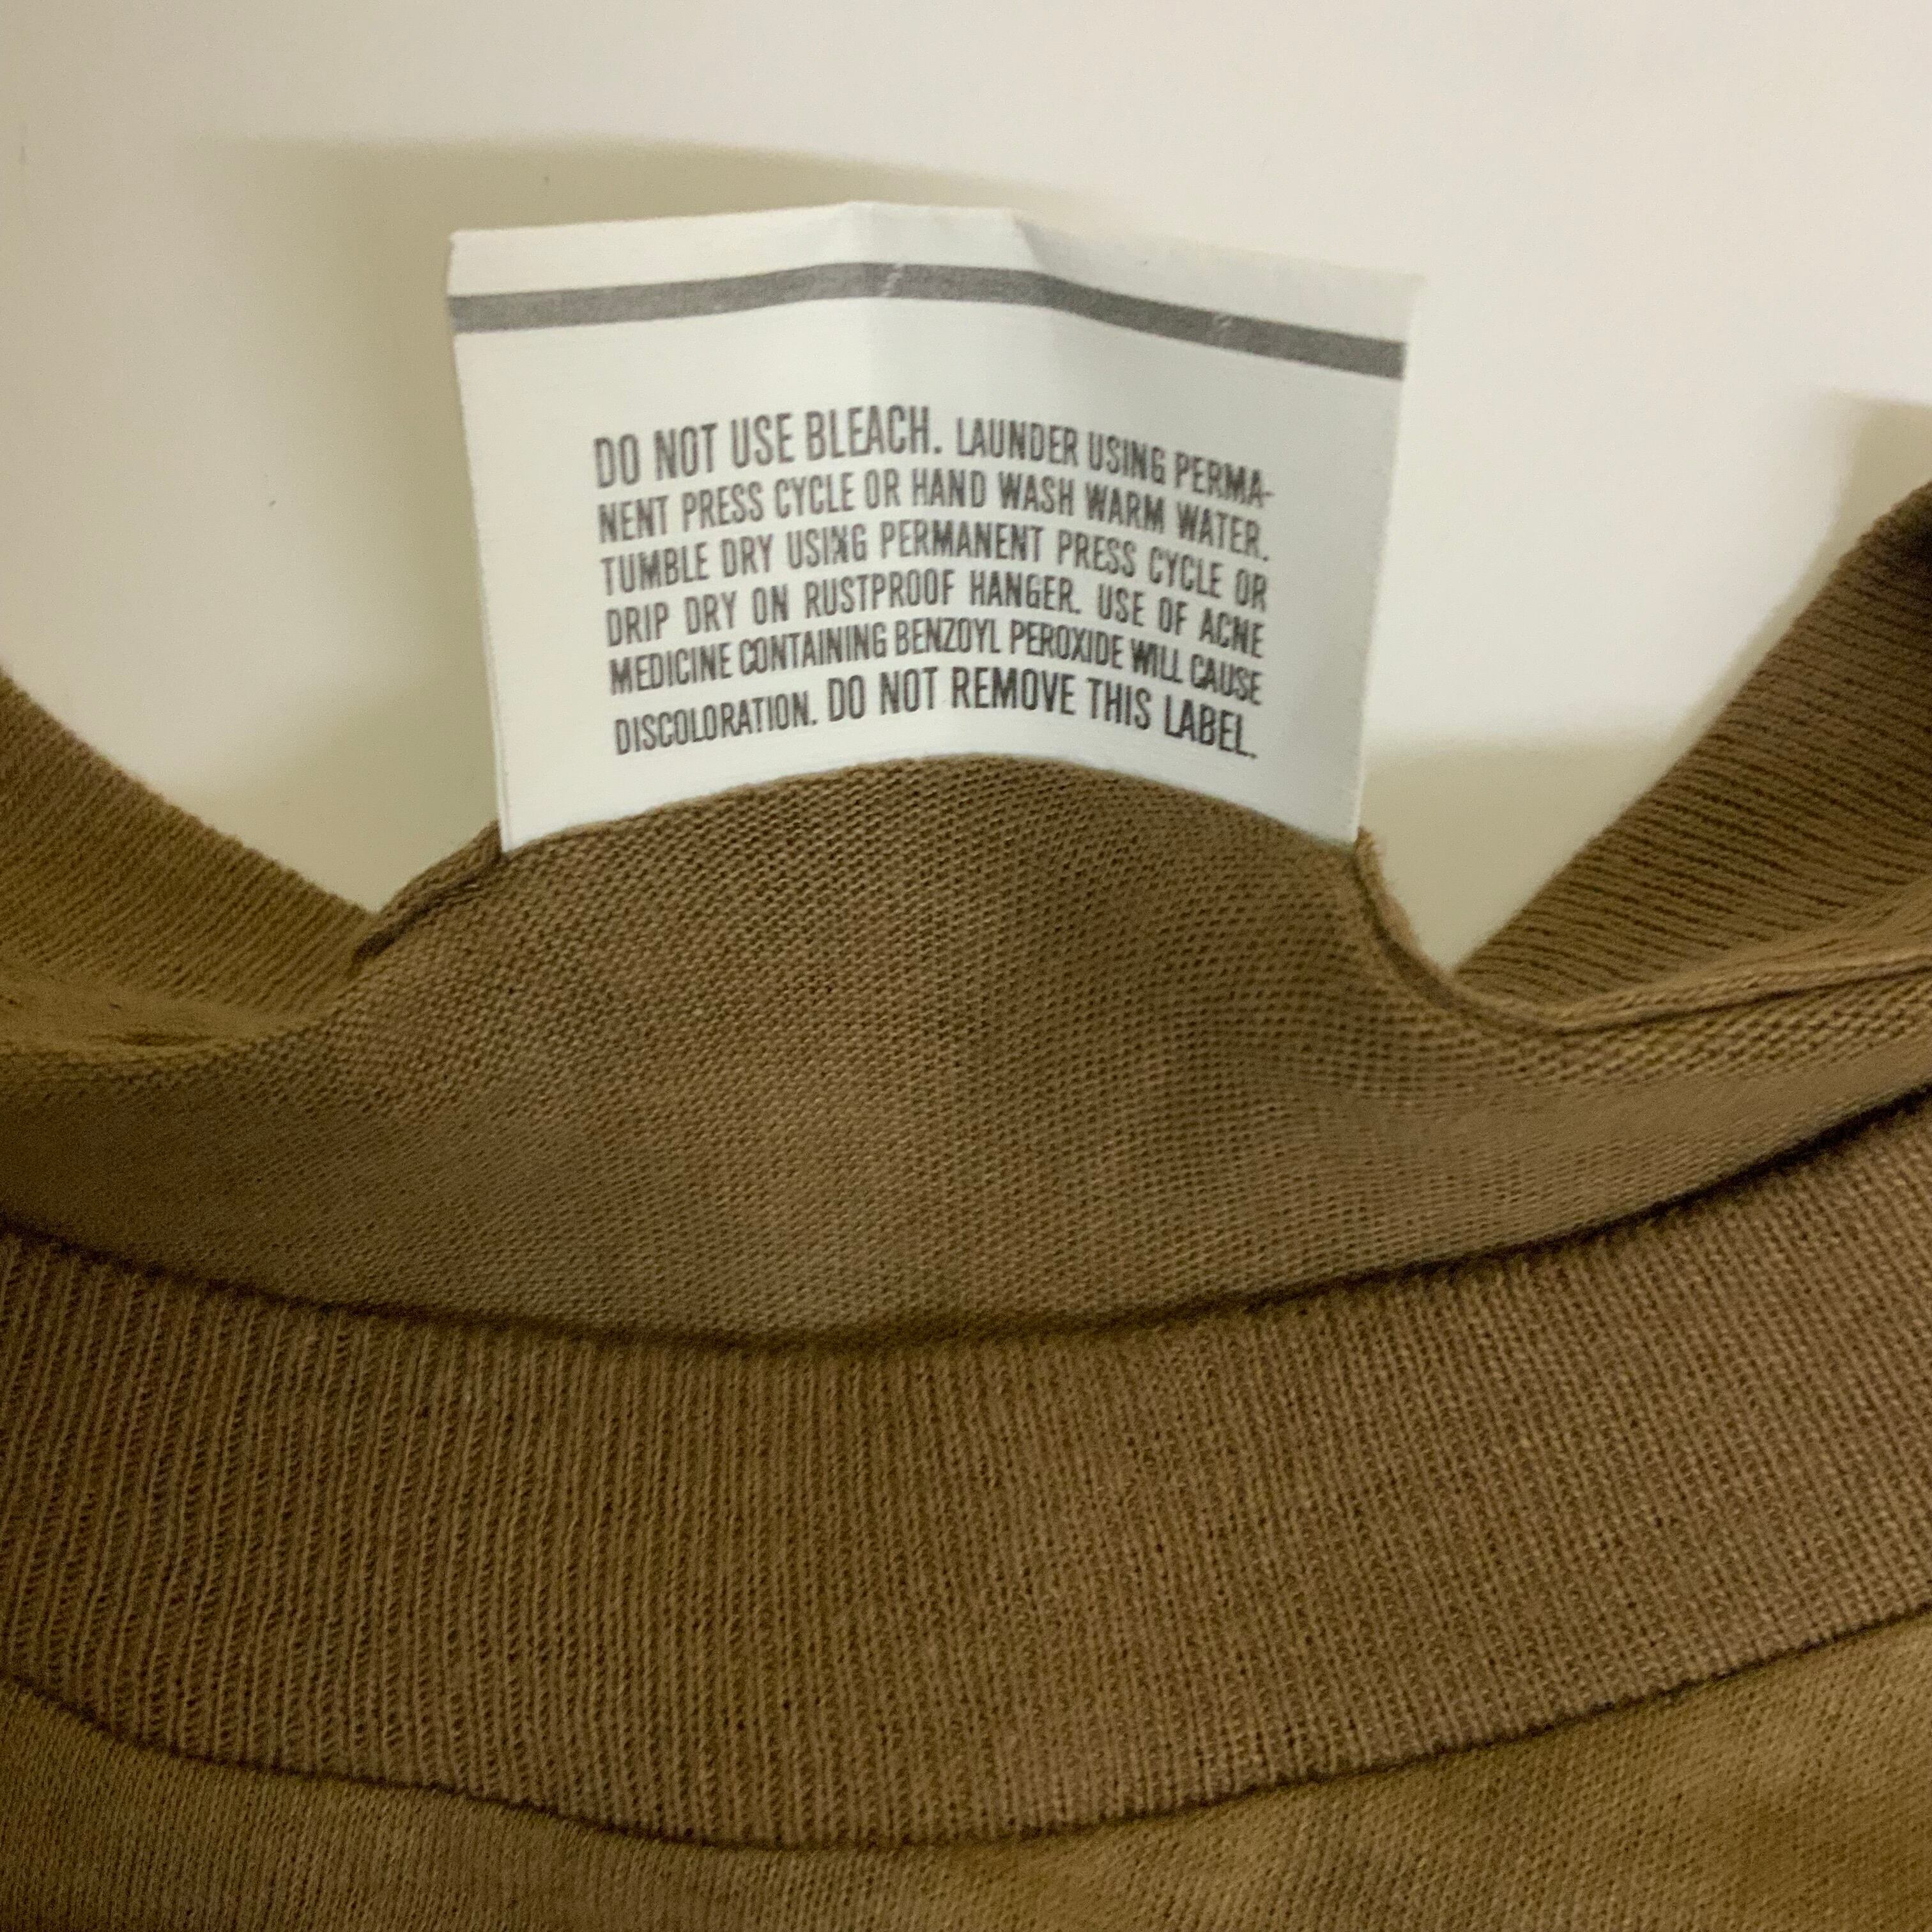 DO NOT USE BLEACH. LAUNDER USING PERMA-
NENT PRESS CYCLE OR HAND WASH WARM WATER.
TUMBLE DRY USING PERMANENT PRESS CYCLE OR
DRIP DRY ON RUSTPROOF HANGER. USE OF ACNE
MEDICINE CONTAINING BENZOYL PEROXIDE WILL CAUSE
DISCOLORATION. DO NOT REMOVE THIS LABEL.